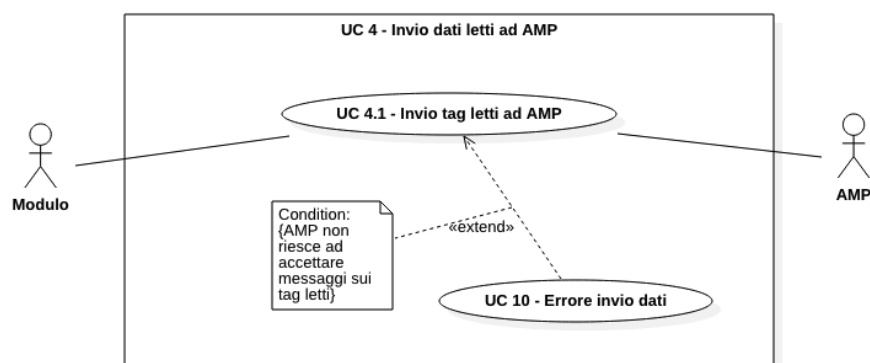 UC 4 - Invio dati letti ad AMP
UC 4.1 - Invio tag letti ad AMP
Modulo
AMP
Condition:
{AMP non
riesce ad
accettare
messaggi sui
tag letti}
«extend»
UC 10 - Errore invio dati